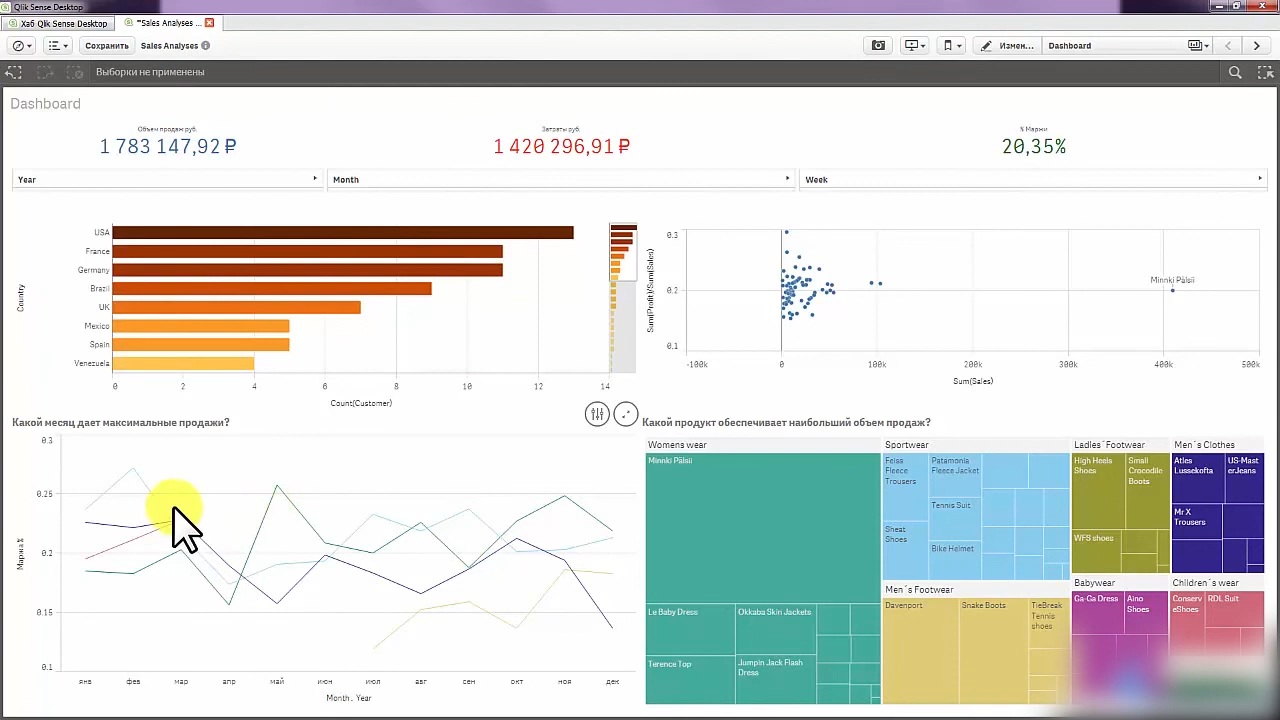 Qlik Sense Desktop
Хаб Qlik Sense Desktop
*Sales Analyses ...
Сохранить
Sales Analyses
Измен...
Dashboard
Выборки не применены
Dashboard
Объем продаж руб.
Затраты руб.
% Маржи
1 783 147,92 ₽
1 420 296,91 ₽
20,35%
Year
Month
Week
Country
USA
France
Germany
Brazil
UK
Mexico
Spain
Venezuela
0 2 4 6 8 10 12 14
Count(Customer)
Sum(Profit)/Sum(Sales)
0.3
0.2
0.1
Minnki Pälsii
-100k 0 100k 200k 300k 400k 500k
Sum(Sales)
Какой месяц дает максимальные продажи?
Маржа%
0.3
0.25
0.2
0.15
0.1
янв фев мар апр май июн июл авг сен окт ноя дек
Month, Year
Какой продукт обеспечивает наибольший объем продаж?
Womens wear
Minnki Pälsii
Le Baby Dress
Okkaba Skin Jackets
Terence Top
Jumpin Jack Flash
Dress
Sportwear
Feiss
Fleece
Trousers
Patamonia
Fleece Jacket
Tennis Suit
Sheat
Shoes
Bike Helmet
Men´s Footwear
Davenport
Snake Boots
TieBreak
Tennis
shoes
Ladies´Footwear
High Heels
Shoes
Small
Crocodile
Boots
WFS shoes
Men´s Clothes
Atles
Lussekofta
US-Mast
erJeans
Mr X
Trousers
Babywear
Ga-Ga Dress
Aino
Shoes
Children´s wear
Conserv
eShoes
RDL Suit